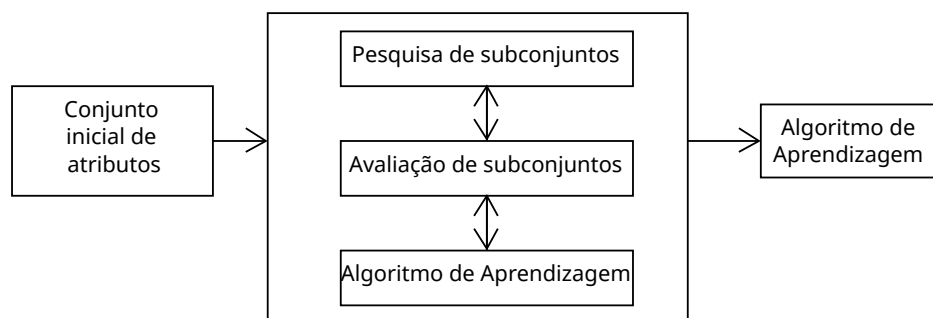 Conjunto
inicial de
atributos
Pesquisa de subconjuntos
Avaliação de subconjuntos
Algoritmo de Aprendizagem
Algoritmo de
Aprendizagem